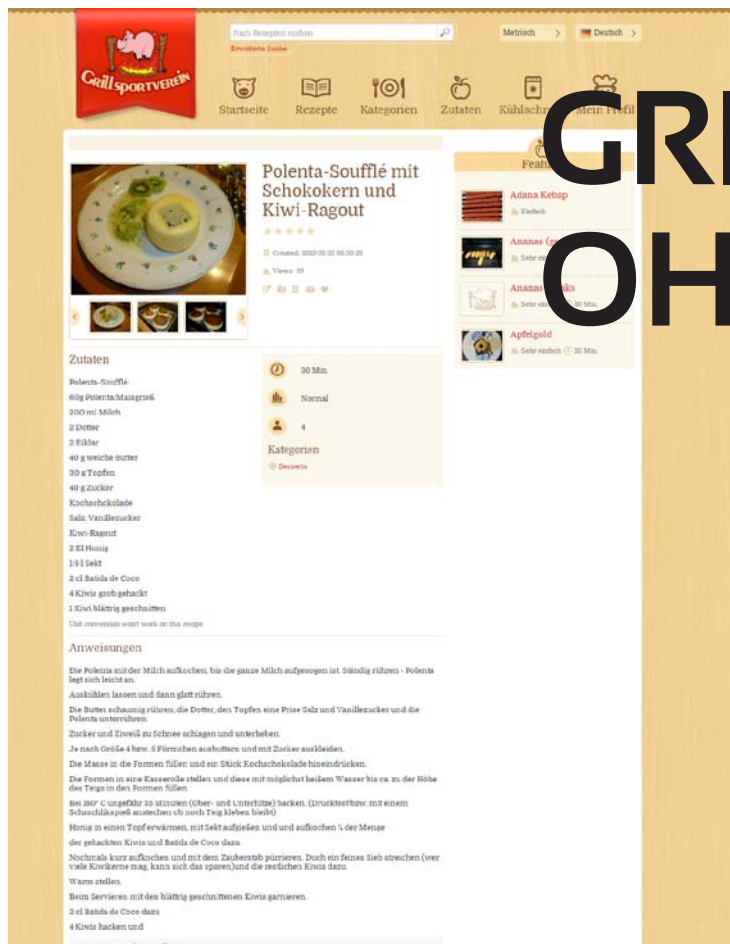 Nach Rezepten suchen
Erweiterte Suche
Metrisch
Deutsch
GRILLSPORTVEREIN
Startseite
Rezepte
Kategorien
Zutaten
Mein Profil
GR
OH
Polenta-Soufflé mit
Schokokern und
Kiwi-Ragout
Views: 39
Adana Kebap
Einfach
Ananas
Sehr
Ananas
Sehr
Min.
Apfelgold
Sehr einfach 20 Min.
Zutaten
Polenta-Soufflé:
60g Polenta/Maisgrieß
200 ml Milch
2 Dotter
2 Eiklar
40 g weiche Butter
30 g Topfen
40 g Zucker
Kochschokolade
Salz, Vanillezucker
Kiwi-Ragout
2 El Honig
1/8 l Sekt
2 cl Batida de Coco
4 Kiwis grob gehackt
1 Kiwi blättrig geschnitten
Unit conversion wont work on this recipe
30 Min.
Normal
4
Kategorien
Desserts
Anweisungen
Die Polenta mit der Milch aufkochen, bis die ganze Milch aufgesogen ist. Ständig rühren - Polenta
legt sich leicht an.
Auskühlen lassen und dann glatt rühren.
Die Butter schaumig rühren, die Dotter, den Topfen eine Prise Salz und Vanillezucker und die
Polenta unterrühren.
Zucker und Eiweiß zu Schnee schlagen und unterheben.
Je nach Größe 4 bzw. 5 Förmchen ausbuttern und mit Zucker auskleiden.
Die Masse in die Formen füllen und ein Stück Kochschokolade hineindrücken.
Die Formen in eine Kasserolle stellen und diese mit möglichst heißem Wasser bis ca. zu der Höhe
des Teigs in den Formen füllen
Bei 180° C ungefähr 35 Minuten (Ober- und Unterhitze) backen. (Drucktest bzw. mit einem
Schaschlikspieß anstechen ob noch Teig kleben bleibt)
Honig in einen Topf erwärmen, mit Sekt aufgießen und und aufkochen ¾ der Menge
der gehackten Kiwis und Batida de Coco dazu.
Nochmals kurz aufkochen und mit dem Zauberstab pürrieren. Duch ein feines Sieb streichen (wer
viele Kiwikerne mag, kann sich das sparen)und die restlichen Kiwis dazu.
Warm stellen.
Beim Servieren mit den blättrig geschnittenen Kiwis garnieren.
2 cl Batida de Coco dazu
4 Kiwis hacken und